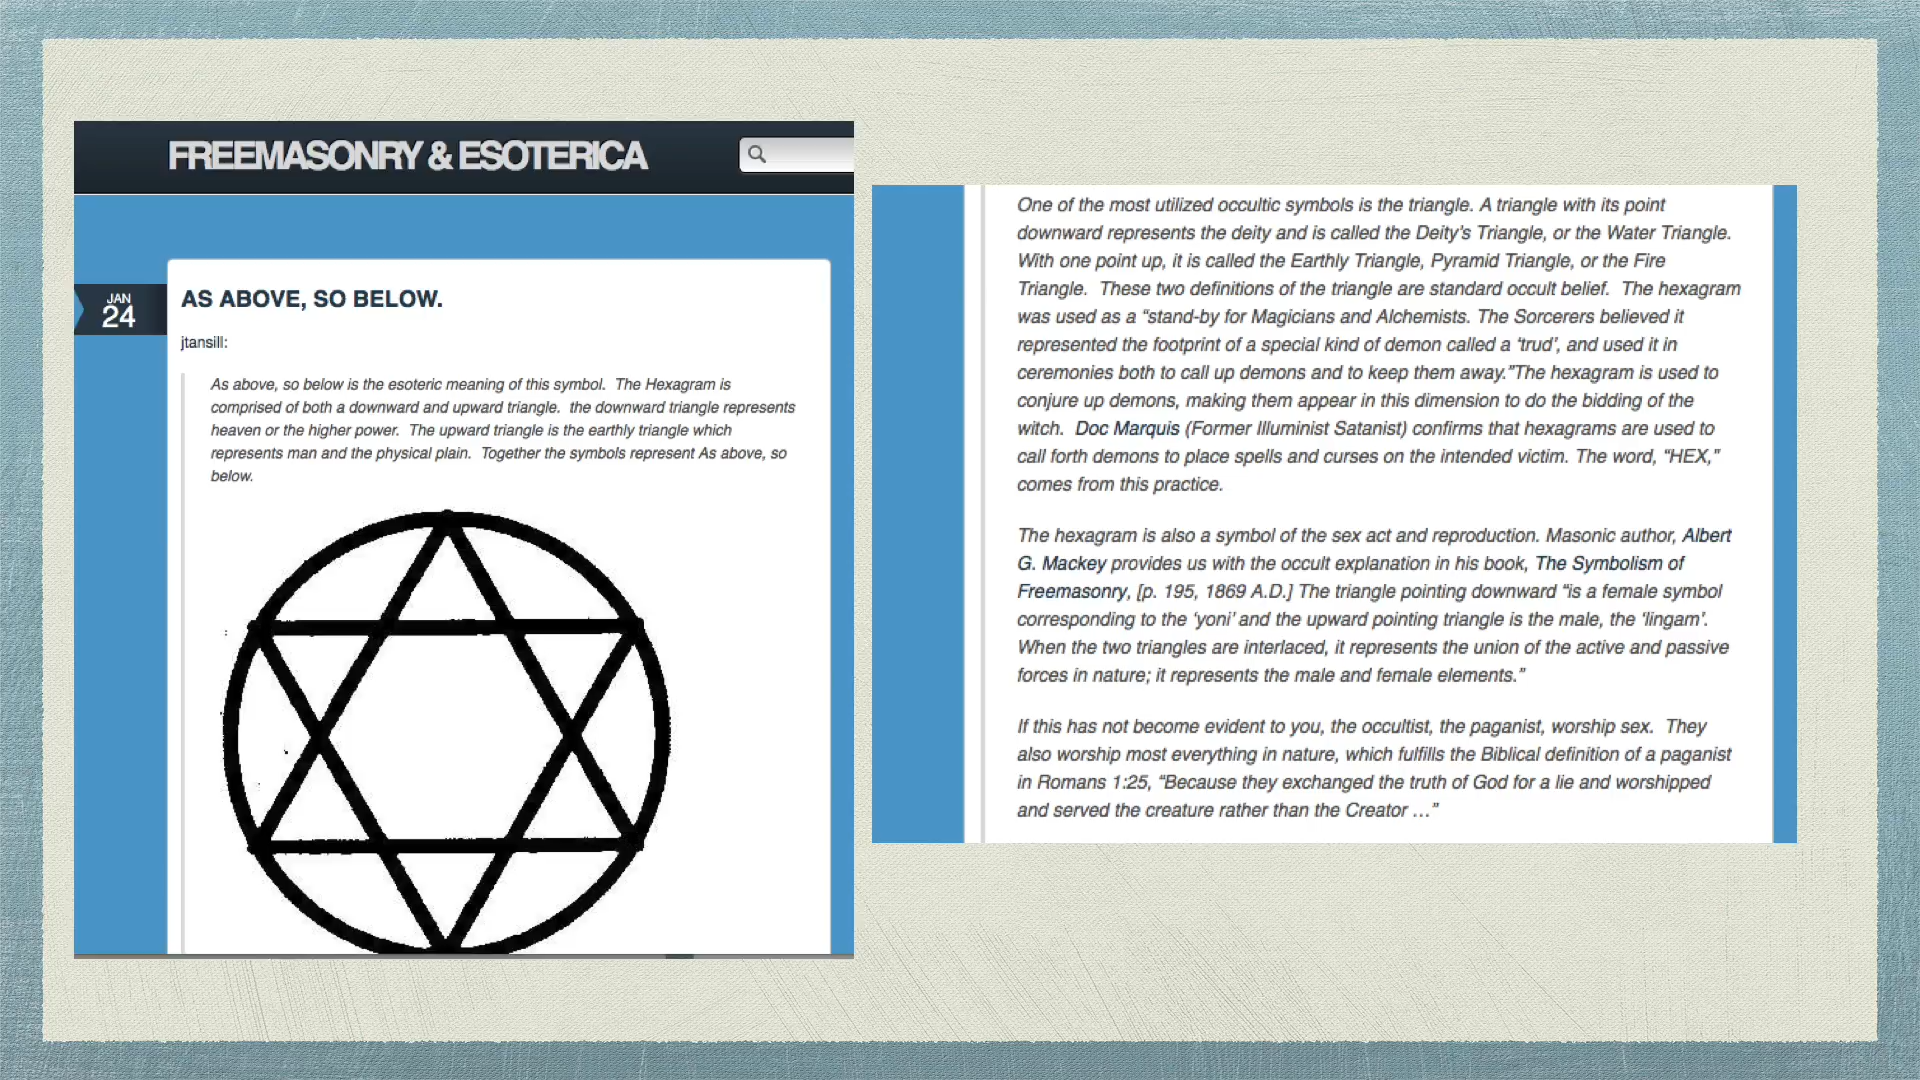 FREEMASONRY & ESOTERICA
JAN
24
AS ABOVE, SO BELOW.
jtansill:
As above, so below is the esoteric meaning of this symbol. The Hexagram is
comprised of both a downward and upward triangle. the downward triangle represents
heaven or the higher power. The upward triangle is the earthly triangle which
represents man and the physical plain. Together the symbols represent As above, so
below.
One of the most utilized occultic symbols is the triangle. A triangle with its point
downward represents the deity and is called the Deity's Triangle, or the Water Triangle.
With one point up, it is called the Earthly Triangle, Pyramid Triangle, or the Fire
Triangle. These two definitions of the triangle are standard occult belief. The hexagram
was used as a “stand-by for Magicians and Alchemists. The Sorcerers believed it
represented the footprint of a special kind of demon called a ‘trud’, and used it in
ceremonies both to call up demons and to keep them away.”The hexagram is used to
conjure up demons, making them appear in this dimension to do the bidding of the
witch. Doc Marquis (Former Illuminist Satanist) confirms that hexagrams are used to
call forth demons to place spells and curses on the intended victim. The word, “HEX,”
comes from this practice.
The hexagram is also a symbol of the sex act and reproduction. Masonic author, Albert
G. Mackey provides us with the occult explanation in his book, The Symbolism of
Freemasonry, [p. 195, 1869 A.D.] The triangle pointing downward “is a female symbol
corresponding to the ‘yoni’ and the upward pointing triangle is the male, the ‘lingam’.
When the two triangles are interlaced, it represents the union of the active and passive
forces in nature; it represents the male and female elements.”
If this has not become evident to you, the occultist, the paganist, worship sex. They
also worship most everything in nature, which fulfills the Biblical definition of a paganist
in Romans 1:25, “Because they exchanged the truth of God for a lie and worshipped
and served the creature rather than the Creator …”